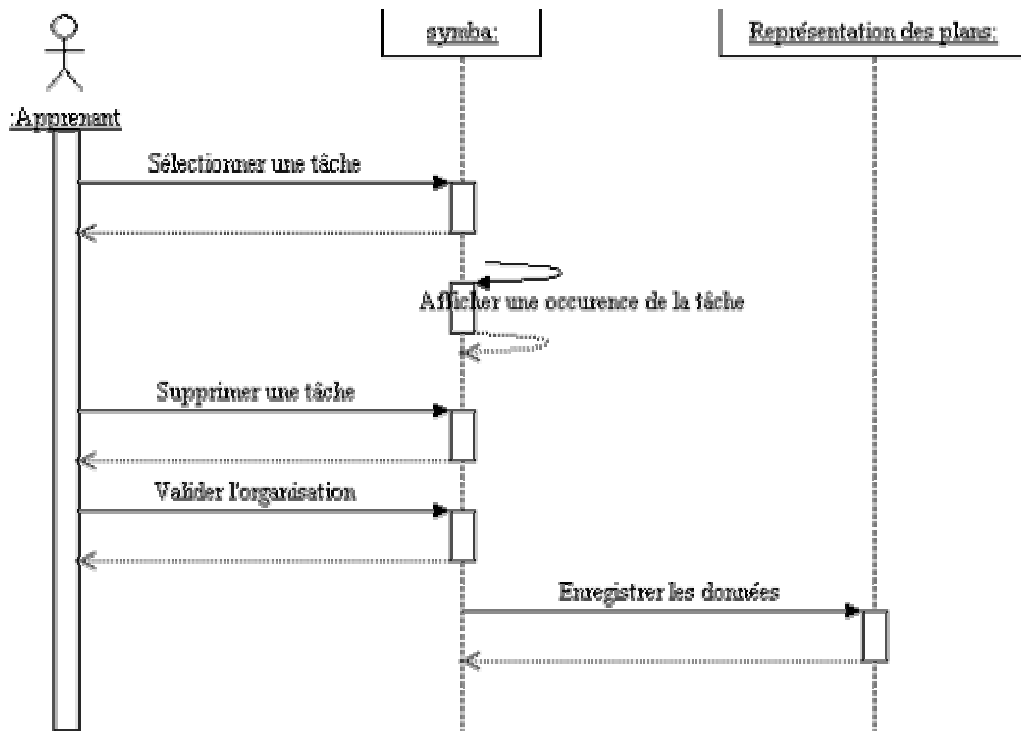 symba:
Représentation des plans:
:Apprenant
Sélectionner une tâche
Afficher une occurence de la tâche
Supprimer une tâche
Valider l'organisation
Enregistrer les données